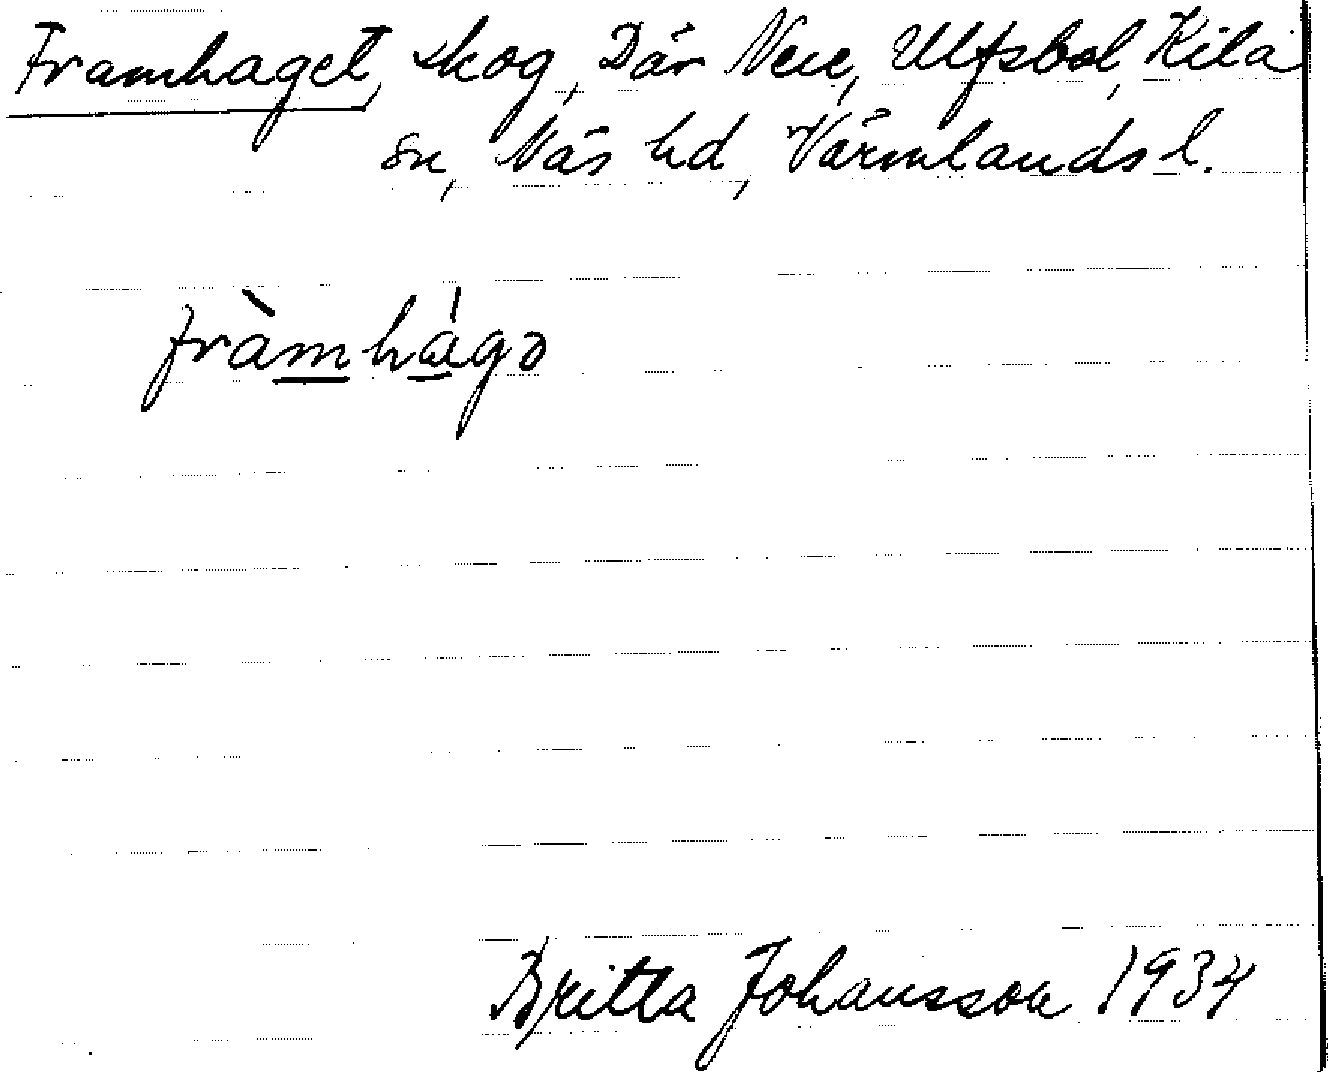 Framhaget, skog, Där Nere, Ulfsbol, Kila
sn, Näs hd, Värmlands l.
fràmhágə
Britta Johansson 1934